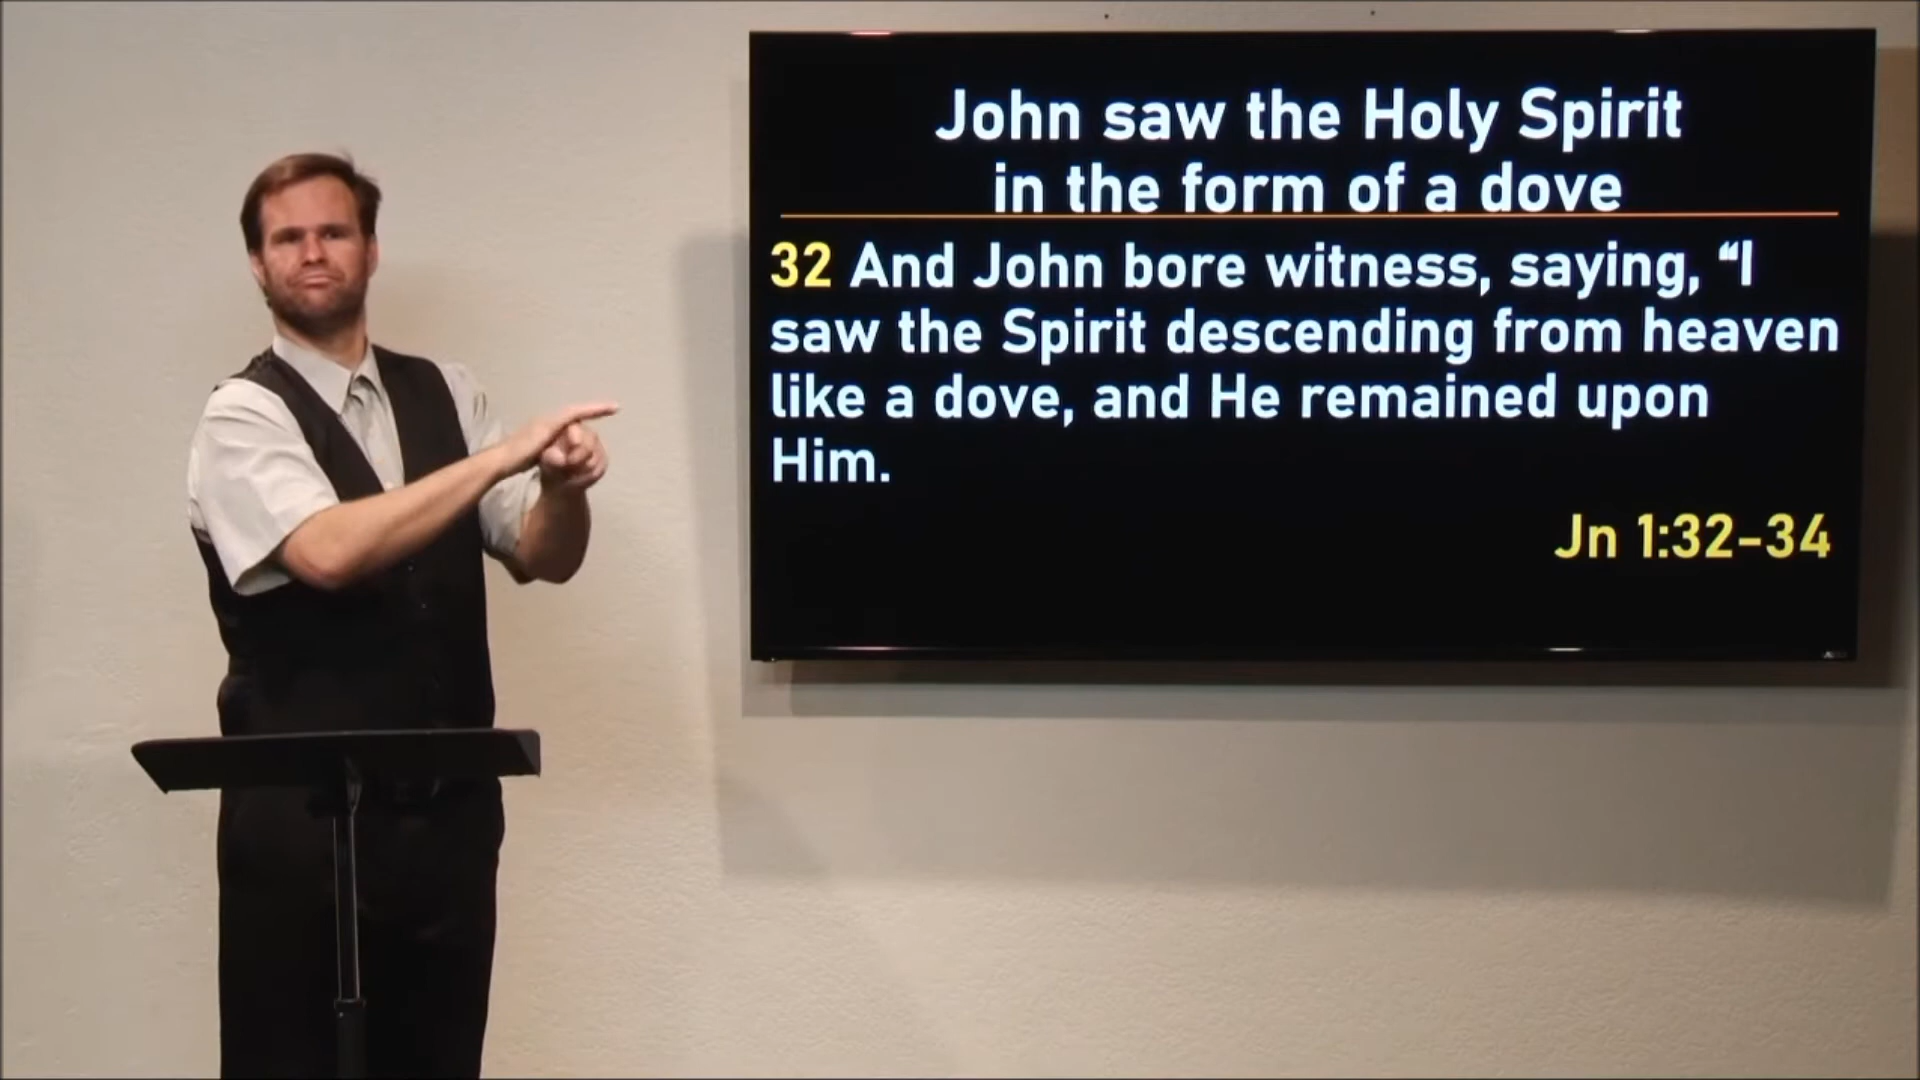 John saw the Holy Spirit
in the form of a dove
32 And John bore witness, saying, “I
saw the Spirit descending from heaven
like a dove, and He remained upon
Him.
Jn 1:32-34